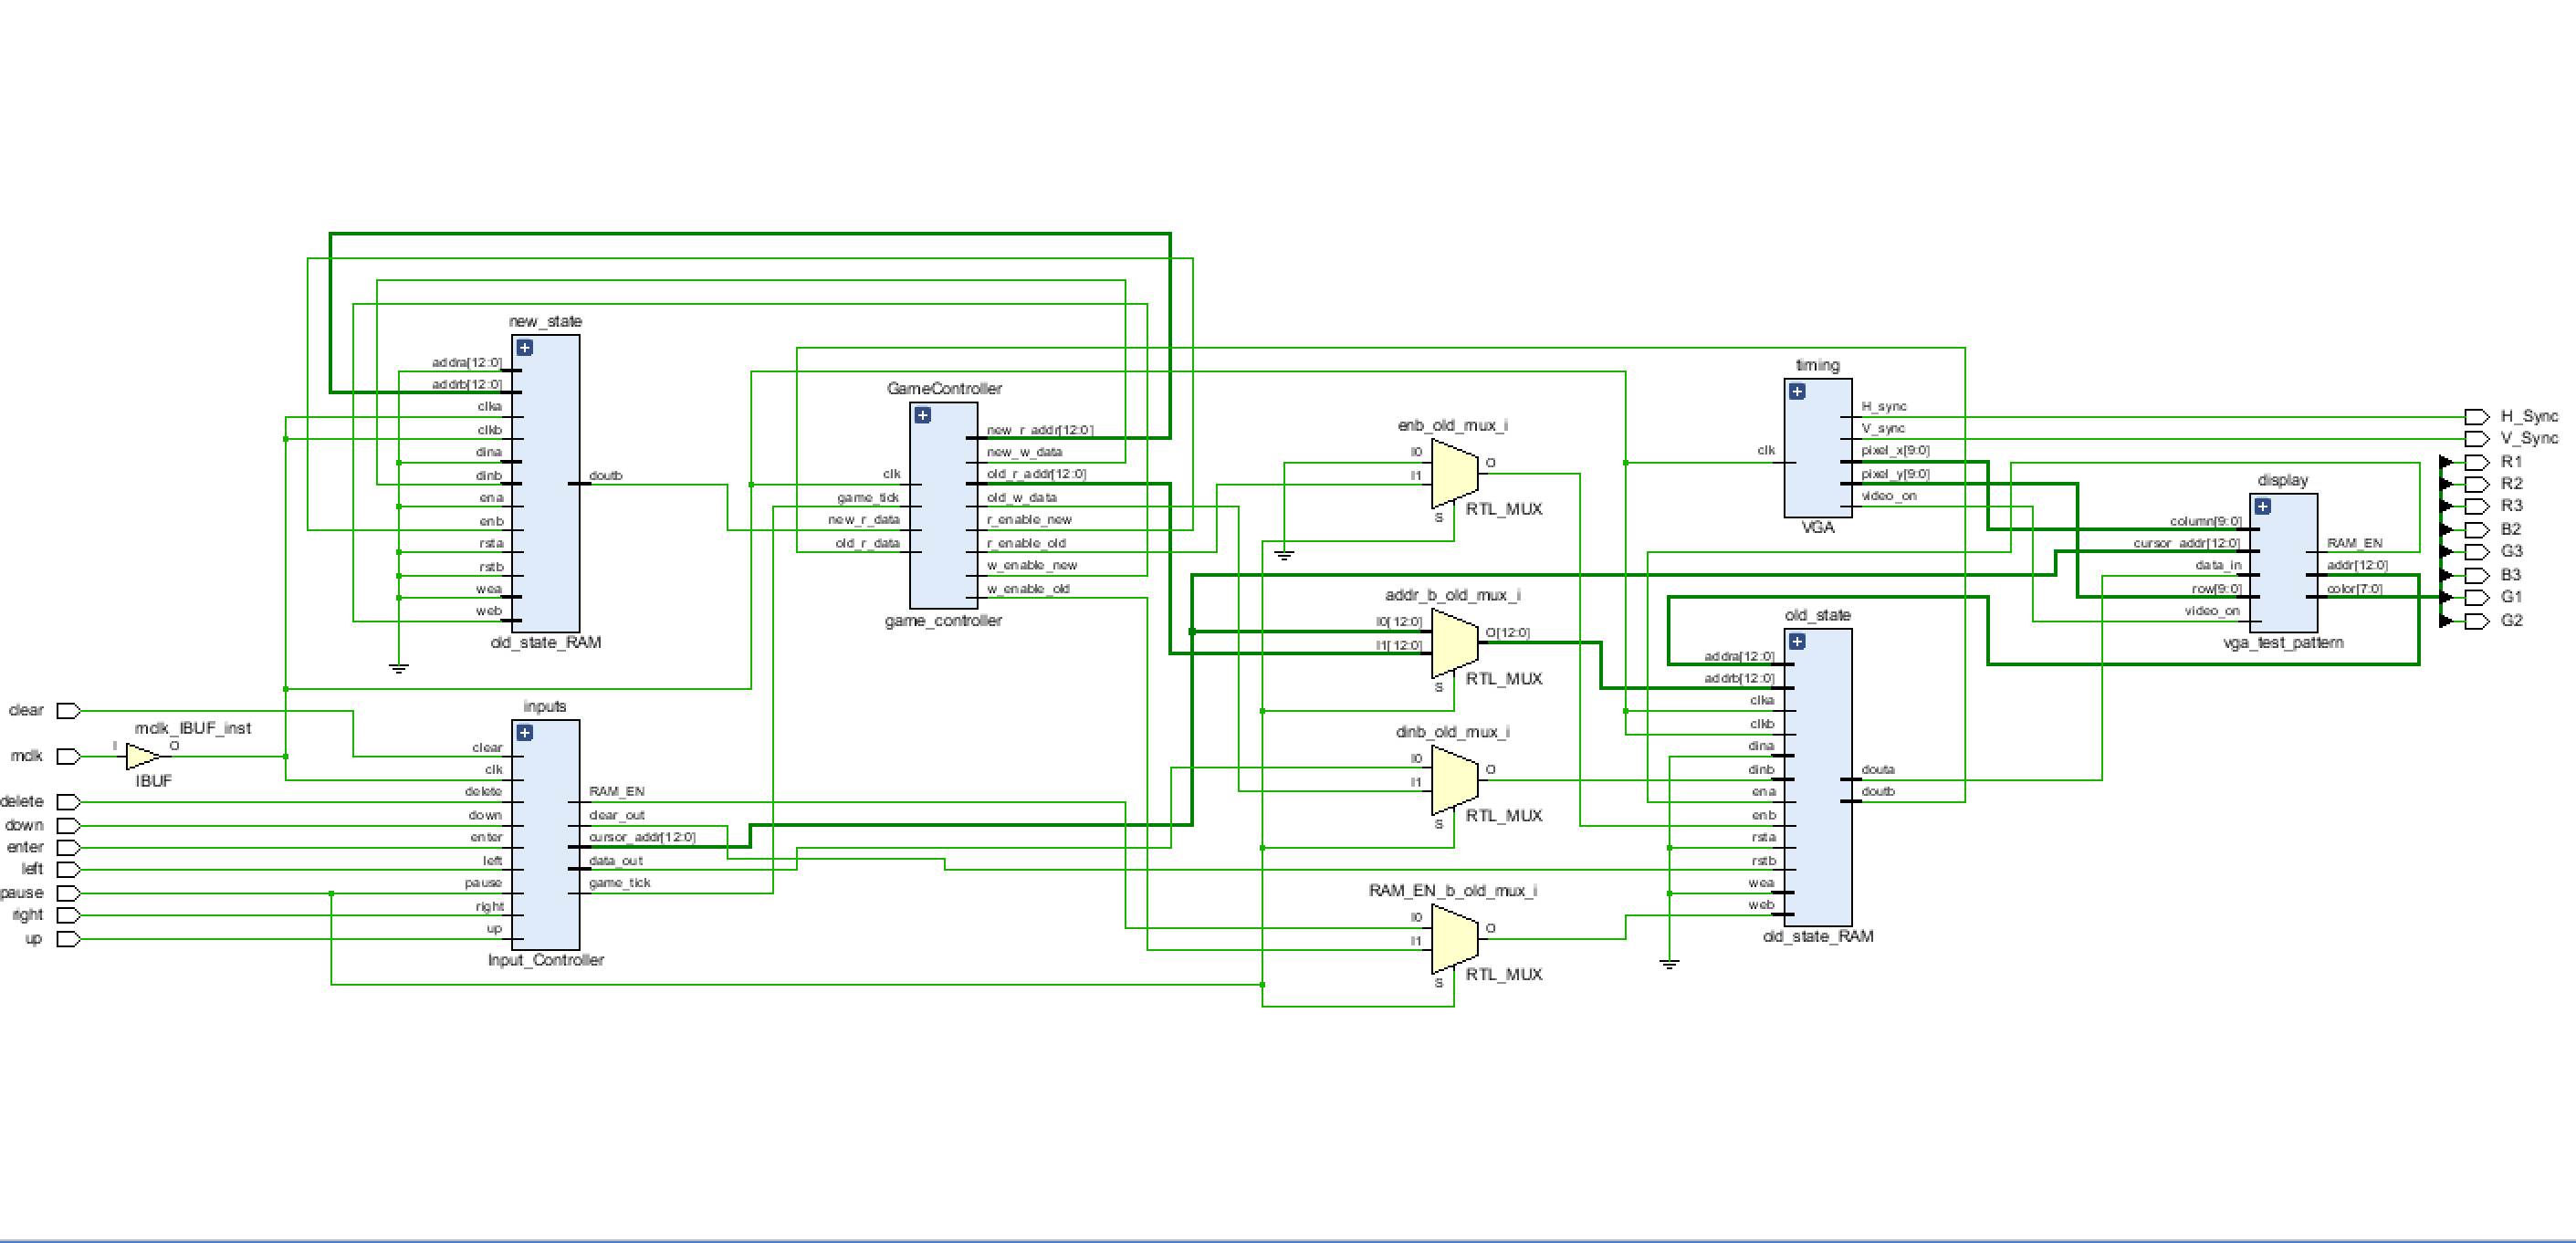 new_state
addra[12:0]
addrb[12:0]
clka
clkb
dina
dinb
ena
enb
rsta
rstb
wea
web
doutb
old_state_RAM
GameController
clk
game_tick
new_r_data
old_r_data
new_r_addr[12:0]
new_w_data
old_r_addr[12:0]
old_w_data
r_enable_new
r_enable_old
w_enable_new
w_enable_old
game_controller
clear
mclk
delete
down
enter
left
pause
right
up
mclk_IBUF_inst
I
O
IBUF
inputs
clear
clk
delete
down
enter
left
pause
right
up
RAM_EN
clear_out
cursor_addr[12:0]
data_out
game_tick
Input_Controller
enb_old_mux_i
I0
I1
O
S
RTL_MUX
addr_b_old_mux_i
I0[12:0]
I1[12:0]
O[12:0]
S
RTL_MUX
dinb_old_mux_i
I0
I1
O
S
RTL_MUX
RAM_EN_b_old_mux_i
I0
I1
O
S
RTL_MUX
timing
clk
H_sync
V_sync
pixel_x[9:0]
pixel_y[9:0]
video_on
VGA
old_state
addra[12:0]
addrb[12:0]
clka
clkb
dina
dinb
ena
enb
rsta
rstb
wea
web
douta
doutb
old_state_RAM
display
column[9:0]
cursor_addr[12:0]
data_in
row[9:0]
video_on
RAM_EN
addr[12:0]
color[7:0]
vga_test_pattern
H_Sync
V_Sync
R1
R2
R3
B2
G3
B3
G1
G2